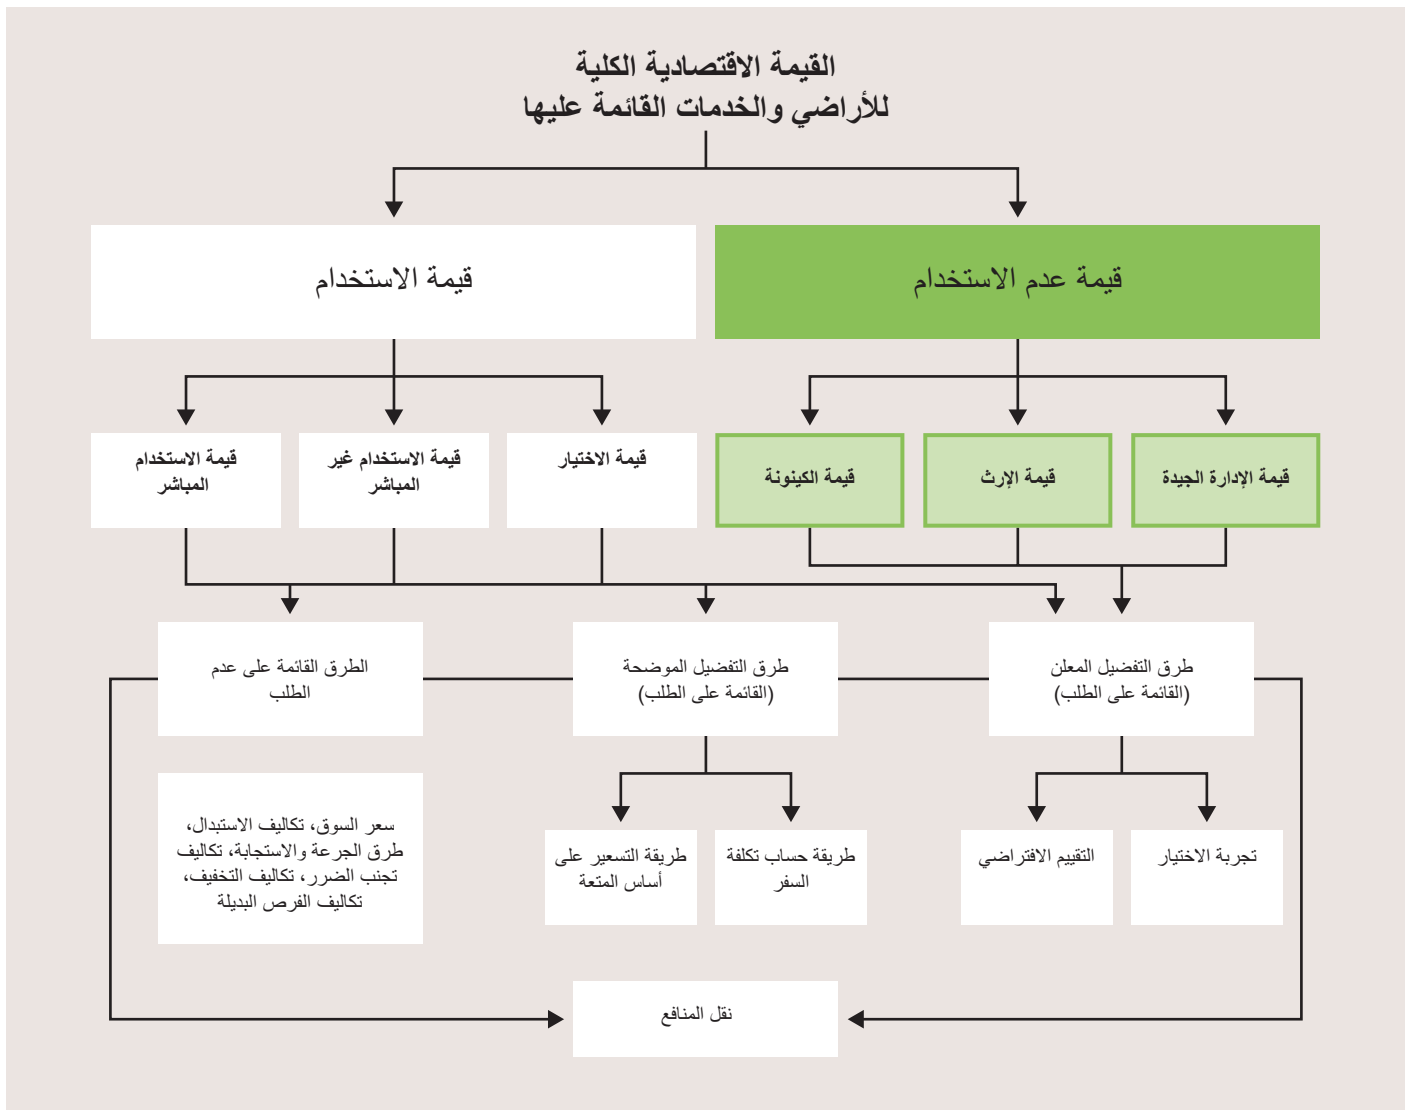 القيمة الاقتصادية الكلية
للأراضي والخدمات القائمة عليها
قيمة عدم الاستخدام
قيمة الاستخدام
قيمة الإدارة الجيدة
قيمة الإرث
قيمة الكينونة
قيمة الاختيار
قيمة الاستخدام غير
المباشر
قيمة الاستخدام
المباشر
طرق التفضيل المعلن
(القائمة على الطلب)
طرق التفضيل الموضحة
(القائمة على الطلب)
الطرق القائمة على عدم
الطلب
تجربة الاختيار
التقييم الافتراضي
طريقة حساب تكلفة
السفر
طريقة التسعير على
أساس المتعة
سعر السوق، تكاليف الاستبدال،
طرق الجرعة والاستجابة، تكاليف
تجنب الضرر، تكاليف التخفيف،
تكاليف الفرص البديلة
نقل المنافع